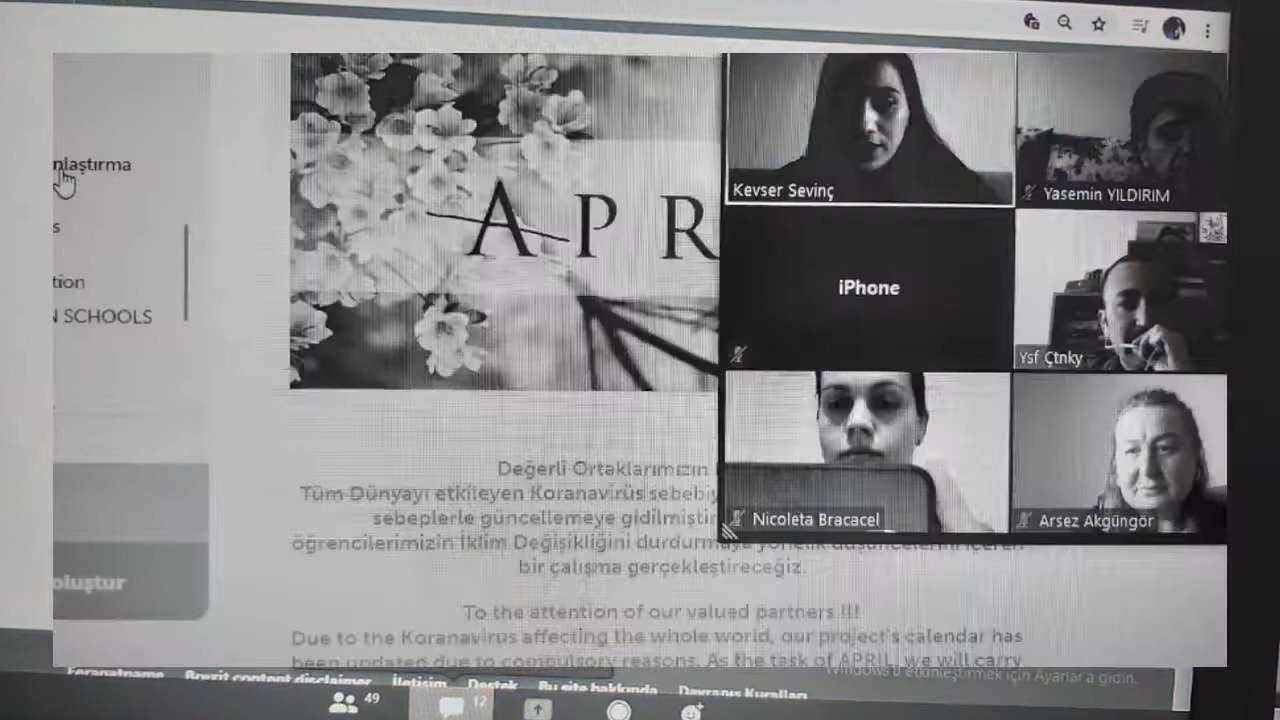 nlaştırma
s
tion
N SCHOOLS
oluştur
APR
Kevser Sevinç
Yasemin YILDIRIM
iPhone
Ysf Çtnky
Nicoleta Bracacel
Arsez Akgüngör
Değerli Ortaklarımızın
Tüm Dünyayı etkileyen Koranavirüs sebebiy
sebeplerle güncellemeye gidilmiştir
öğrencilerimizin İklim Değişikliğini durdurmaya yönelik düşüncelerini içeren
bir çalışma gerçekleştireceğiz.
To the attention of our valued partners !!!
Due to the Koranavirus affecting the whole world, our project's calendar has
been updated due to compulsory reasons. As the task of APRIL, we will carry
Windows'u etkinleştirmek için Ayarlar'a gidin.
Brexit content disclaimer İletişim Destek Bu site hakkında Davranış Kuralları
49
12